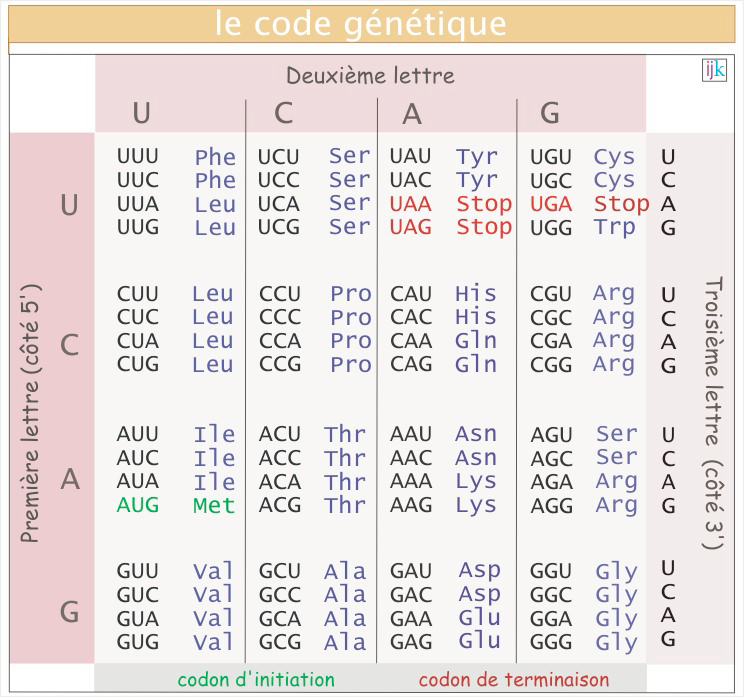 le code génétique
ijk
Deuxième lettre
U C A G
Première lettre (côté 5')
Troisième lettre (côté 3')
U
UUU Phe UCU Ser UAU Tyr UGU Cys U
UUC Phe UCC Ser UAC Tyr UGC Cys C
UUA Leu UCA Ser UAA Stop UGA Stop A
UUG Leu UCG Ser UAG Stop UGG Trp G
C
CUU Leu CCU Pro CAU His CGU Arg U
CUC Leu CCC Pro CAC His CGC Arg C
CUA Leu CCA Pro CAA Gln CGA Arg A
CUG Leu CCG Pro CAG Gln CGG Arg G
A
AUU Ile ACU Thr AAU Asn AGU Ser U
AUC Ile ACC Thr AAC Asn AGC Ser C
AUA Ile ACA Thr AAA Lys AGA Arg A
AUG Met ACG Thr AAG Lys AGG Arg G
G
GUU Val GCU Ala GAU Asp GGU Gly U
GUC Val GCC Ala GAC Asp GGC Gly C
GUA Val GCA Ala GAA Glu GGA Gly A
GUG Val GCG Ala GAG Glu GGG Gly G
codon d'initiation codon de terminaison